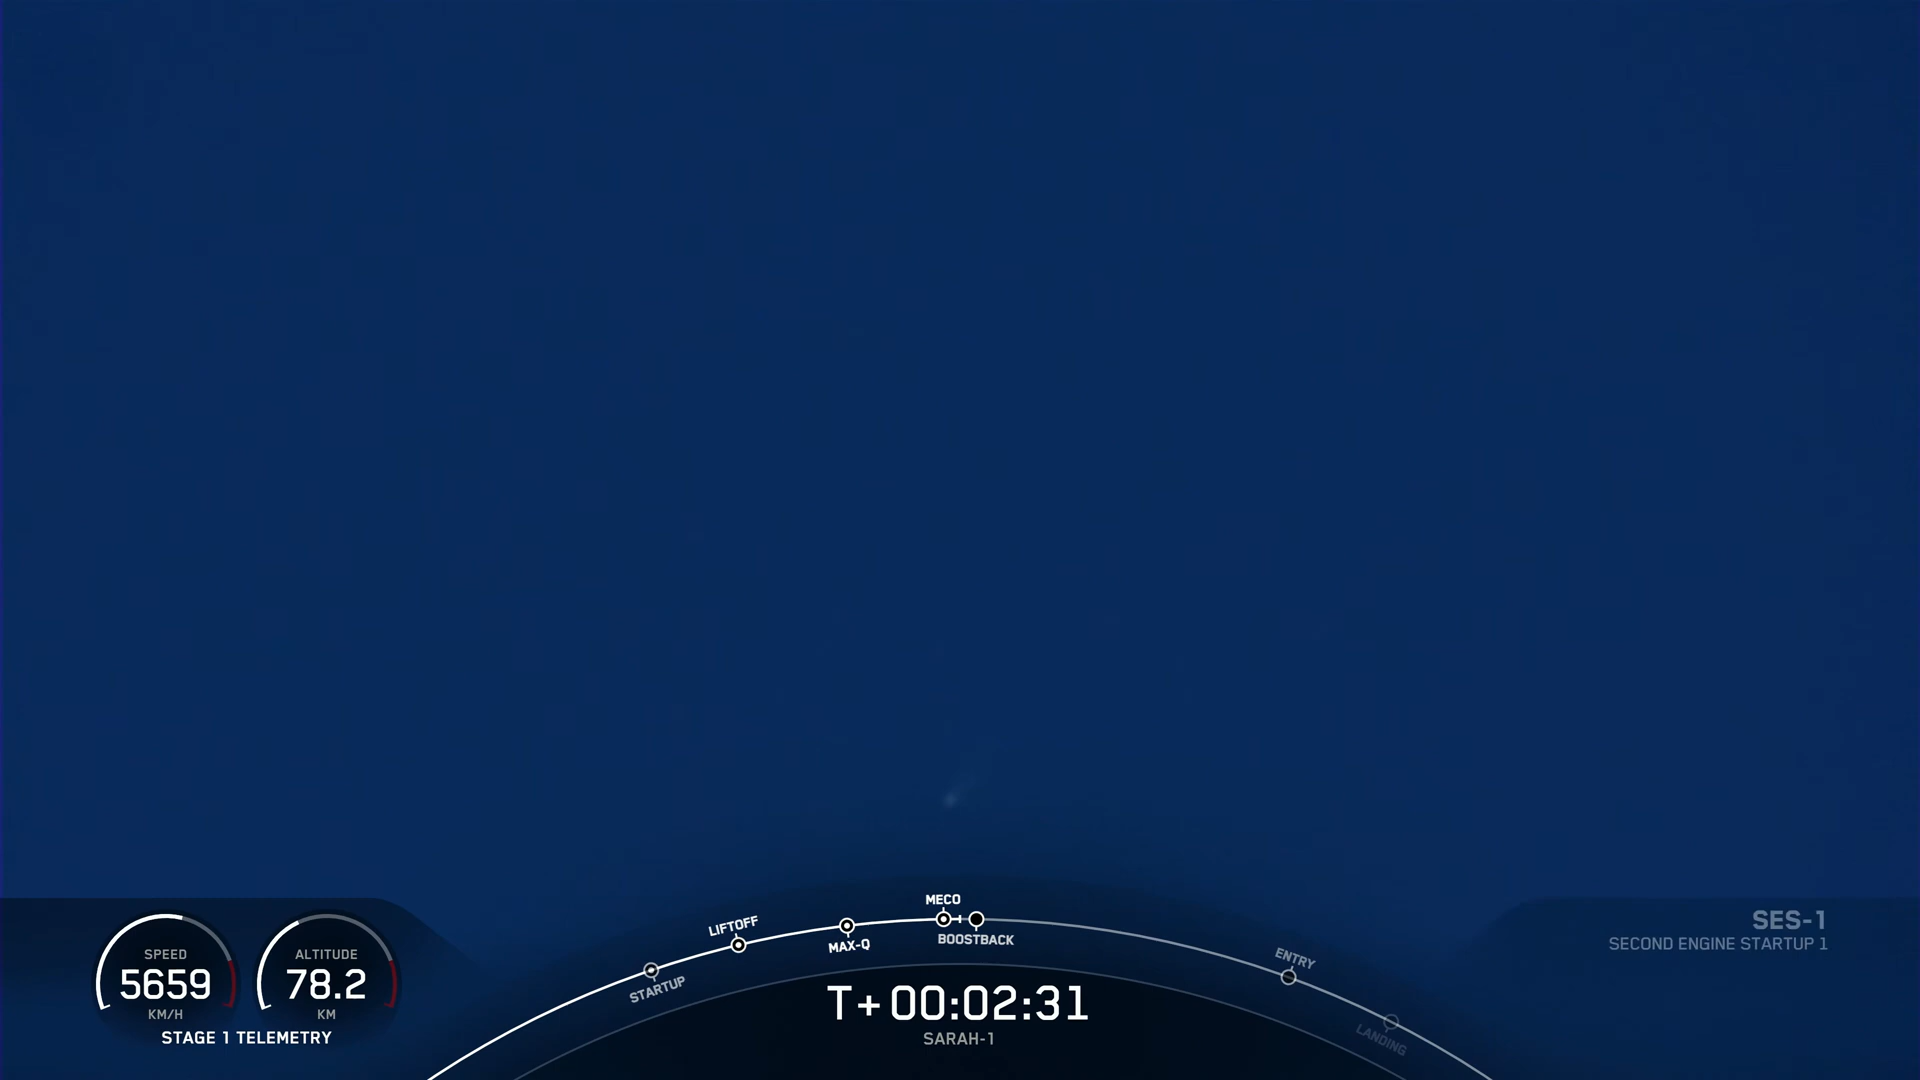 SPEED
5659
KM/H
ALTITUDE
78.2
KM
STAGE 1 TELEMETRY
STARTUP
LIFTOFF
MAX-Q
MECO
BOOSTBACK
ENTRY
LANDING
T+00:02:31
SARAH-1
SES-1
SECOND ENGINE STARTUP 1